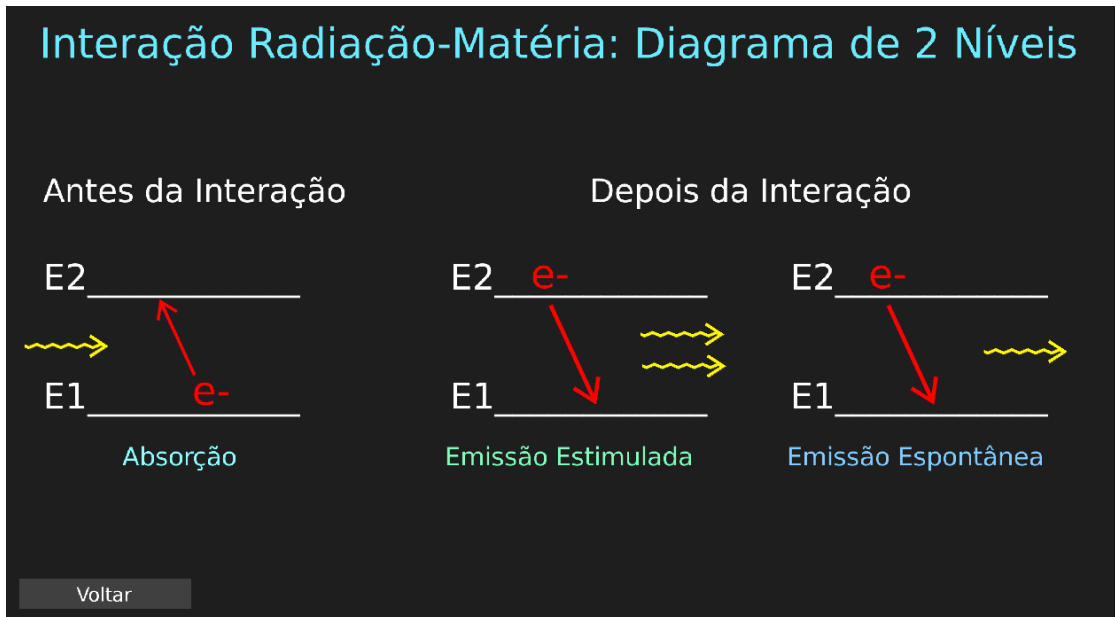 Interação Radiação-Matéria: Diagrama de 2 Níveis
Antes da Interação
Depois da Interação
E2
e-
E1
Absorção
E2 e-
E1
Emissão Estimulada
E2 e-
E1
Emissão Espontânea
Voltar